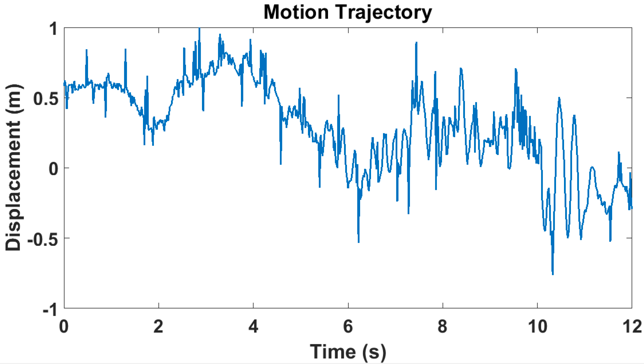 Motion Trajectory
1
0.5
0
-0.5
-1
Displacement (m)
0 2 4 6 8 10 12
Time (s)